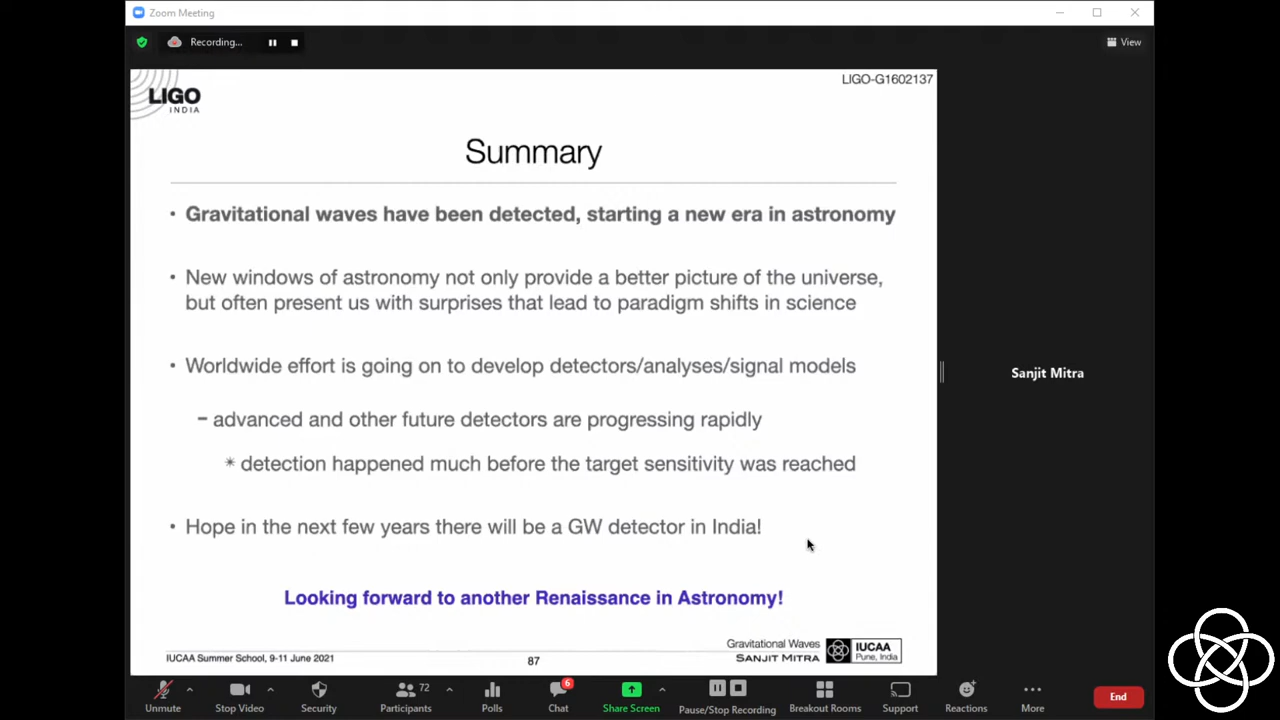 Zoom Meeting
Recording...
View
LIGO-G1602137
LIGO
INDIA
Summary
• Gravitational waves have been detected, starting a new era in astronomy
• New windows of astronomy not only provide a better picture of the universe,
but often present us with surprises that lead to paradigm shifts in science
• Worldwide effort is going on to develop detectors/analyses/signal models
– advanced and other future detectors are progressing rapidly
* detection happened much before the target sensitivity was reached
• Hope in the next few years there will be a GW detector in India!
Looking forward to another Renaissance in Astronomy!
Sanjit Mitra
IUCAA Summer School, 9-11 June 2021
87
Gravitational Waves
SANJIT MITRA
IUCAA
Pune, India
Unmute
Stop Video
Security
72
Participants
Polls
6
Chat
Share Screen
Pause/Stop Recording
Breakout Rooms
Support
Reactions
More
End